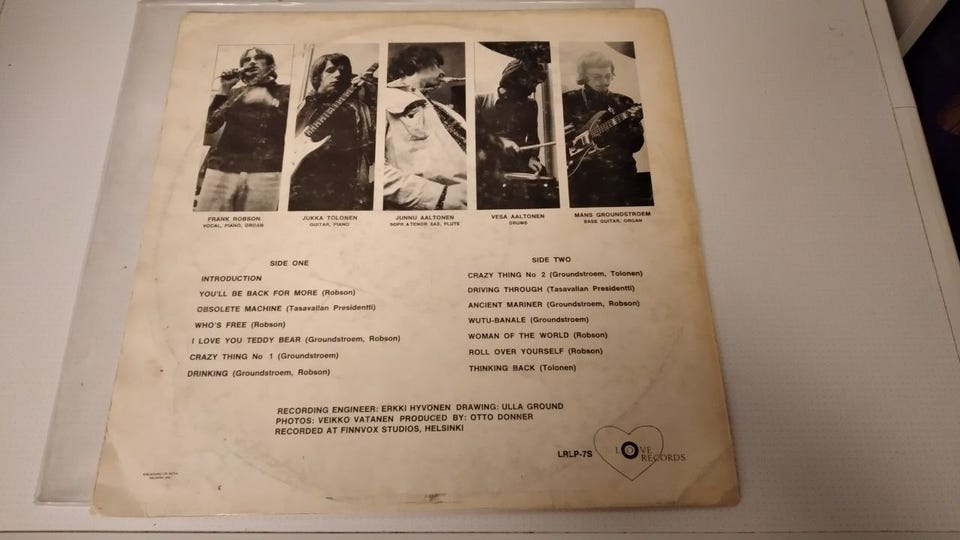 FRANK ROBSON
VOCAL, PIANO, ORGAN
JUKKA TOLONEN
GUITAR, PIANO
JUNNU AALTONEN
SOPR & TENOR SAX, FLUTE
VESA AALTONEN
DRUMS
MÅNS GROUNDSTROEM
BASS GUITAR, ORGAN
SIDE ONE
INTRODUCTION
YOU'LL BE BACK FOR MORE (Robson)
OBSOLETE MACHINE (Tasavallan Presidentti)
WHO'S FREE (Robson)
I LOVE YOU TEDDY BEAR (Groundstroem, Robson)
CRAZY THING No 1 (Groundstroem)
DRINKING (Groundstroem, Robson)
SIDE TWO
CRAZY THING No 2 (Groundstroem, Tolonen)
DRIVING THROUGH (Tasavallan Presidentti)
ANCIENT MARINER (Groundstroem, Robson)
WUTU-BANALE (Groundstroem)
WOMAN OF THE WORLD (Robson)
ROLL OVER YOURSELF (Robson)
THINKING BACK (Tolonen)
RECORDING ENGINEER: ERKKI HYVÖNEN DRAWING: ULLA GROUND
PHOTOS: VEIKKO VATANEN PRODUCED BY: OTTO DONNER
RECORDED AT FINNVOX STUDIOS, HELSINKI
LRLP-7S
LOVE
RECORDS